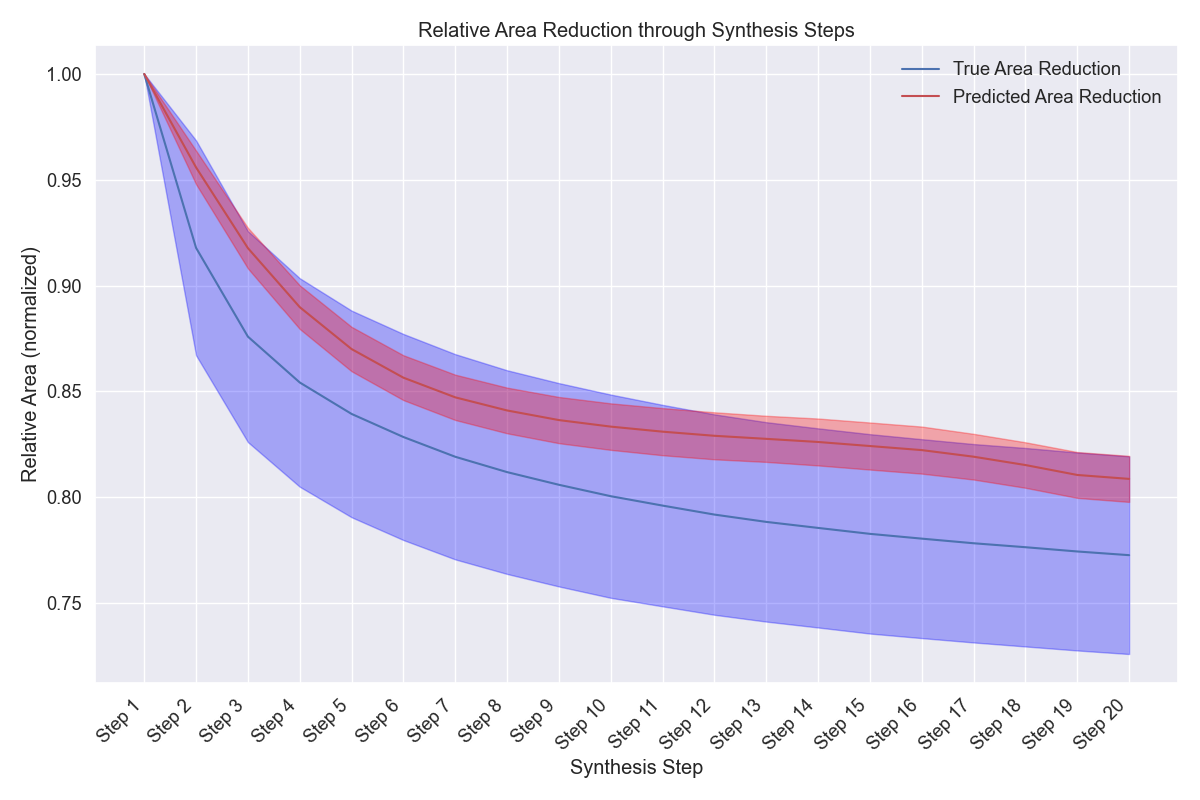 Relative Area Reduction through Synthesis Steps
True Area Reduction
Predicted Area Reduction
Relative Area (normalized)
1.00
0.95
0.90
0.85
0.80
0.75
Step 1
Step 2
Step 3
Step 4
Step 5
Step 6
Step 7
Step 8
Step 9
Step 10
Step 11
Step 12
Step 13
Step 14
Step 15
Step 16
Step 17
Step 18
Step 19
Step 20
Synthesis Step